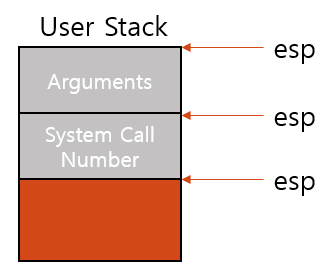 User Stack
esp
Arguments
esp
System Call
Number
esp